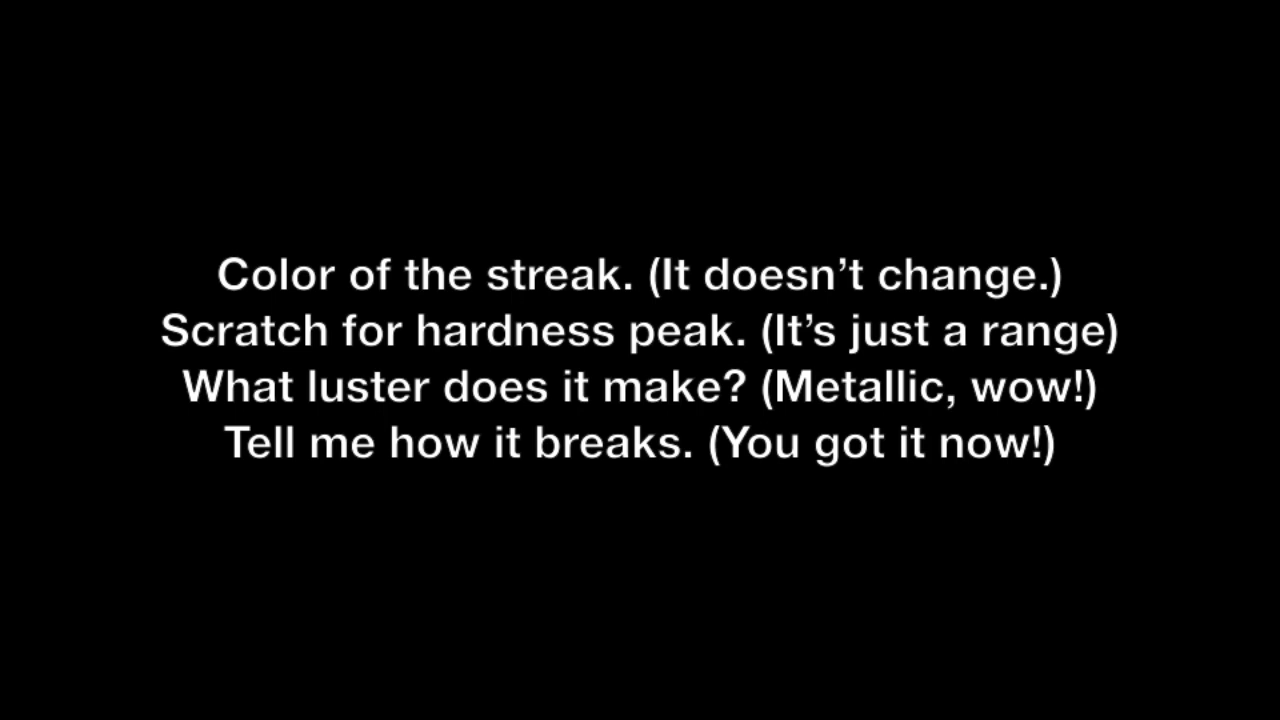 Color of the streak. (It doesn’t change.)
Scratch for hardness peak. (It’s just a range)
What luster does it make? (Metallic, wow!)
Tell me how it breaks. (You got it now!)